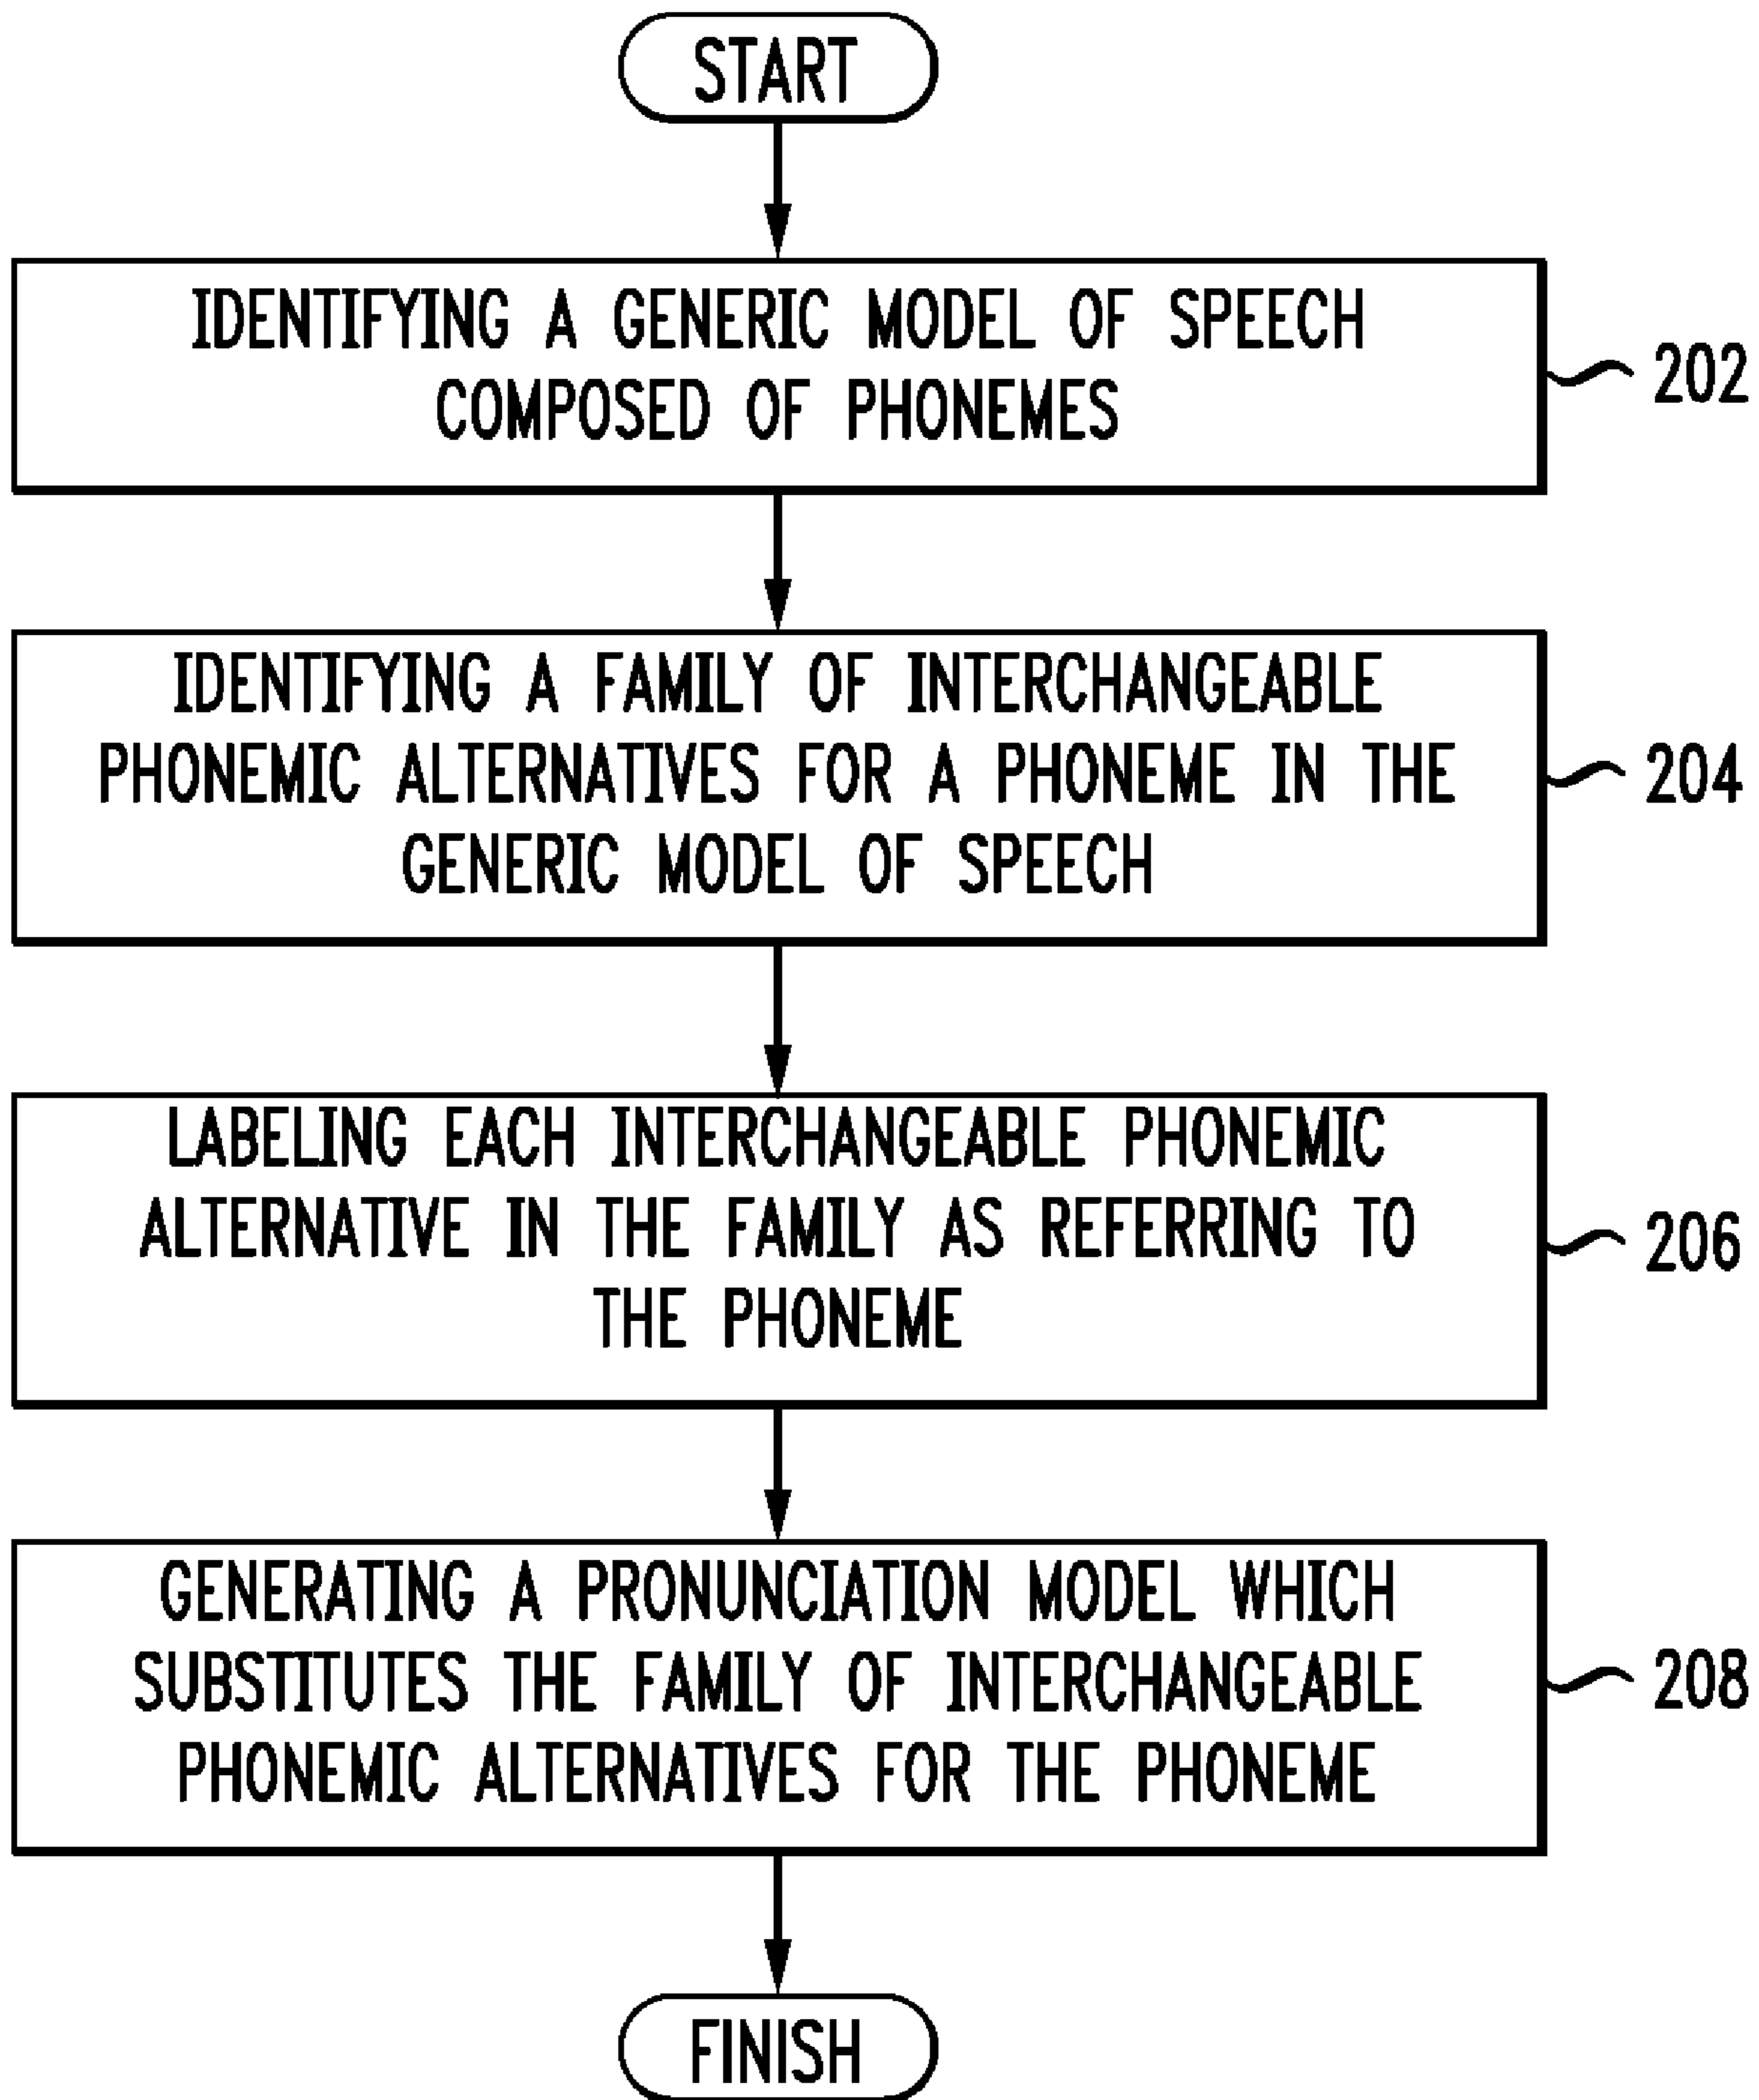 START
IDENTIFYING A GENERIC MODEL OF SPEECH
COMPOSED OF PHONEMES
202
IDENTIFYING A FAMILY OF INTERCHANGEABLE
PHONEMIC ALTERNATIVES FOR A PHONEME IN THE
GENERIC MODEL OF SPEECH
204
LABELING EACH INTERCHANGEABLE PHONEMIC
ALTERNATIVE IN THE FAMILY AS REFERRING TO
THE PHONEME
206
GENERATING A PRONUNCIATION MODEL WHICH
SUBSTITUTES THE FAMILY OF INTERCHANGEABLE
PHONEMIC ALTERNATIVES FOR THE PHONEME
208
FINISH